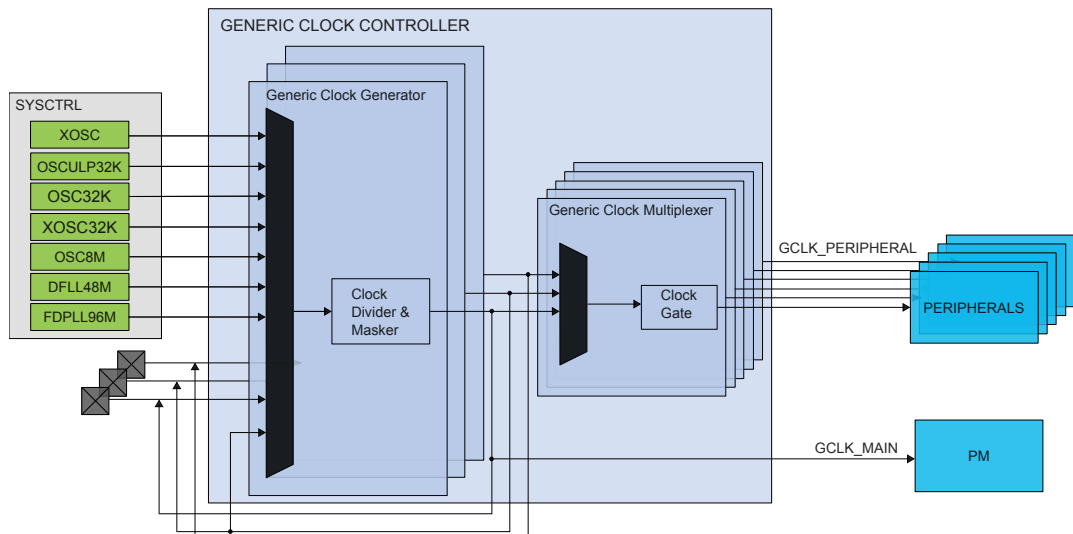 GENERIC CLOCK CONTROLLER
Generic Clock Generator
SYSCTRL
XOSC
OSCULP32K
OSC32K
XOSC32K
OSC8M
DFLL48M
FDPLL96M
Clock
Divider &
Masker
Generic Clock Multiplexer
Clock
Gate
GCLK_PERIPHERAL
PERIPHERALS
GCLK_MAIN
PM